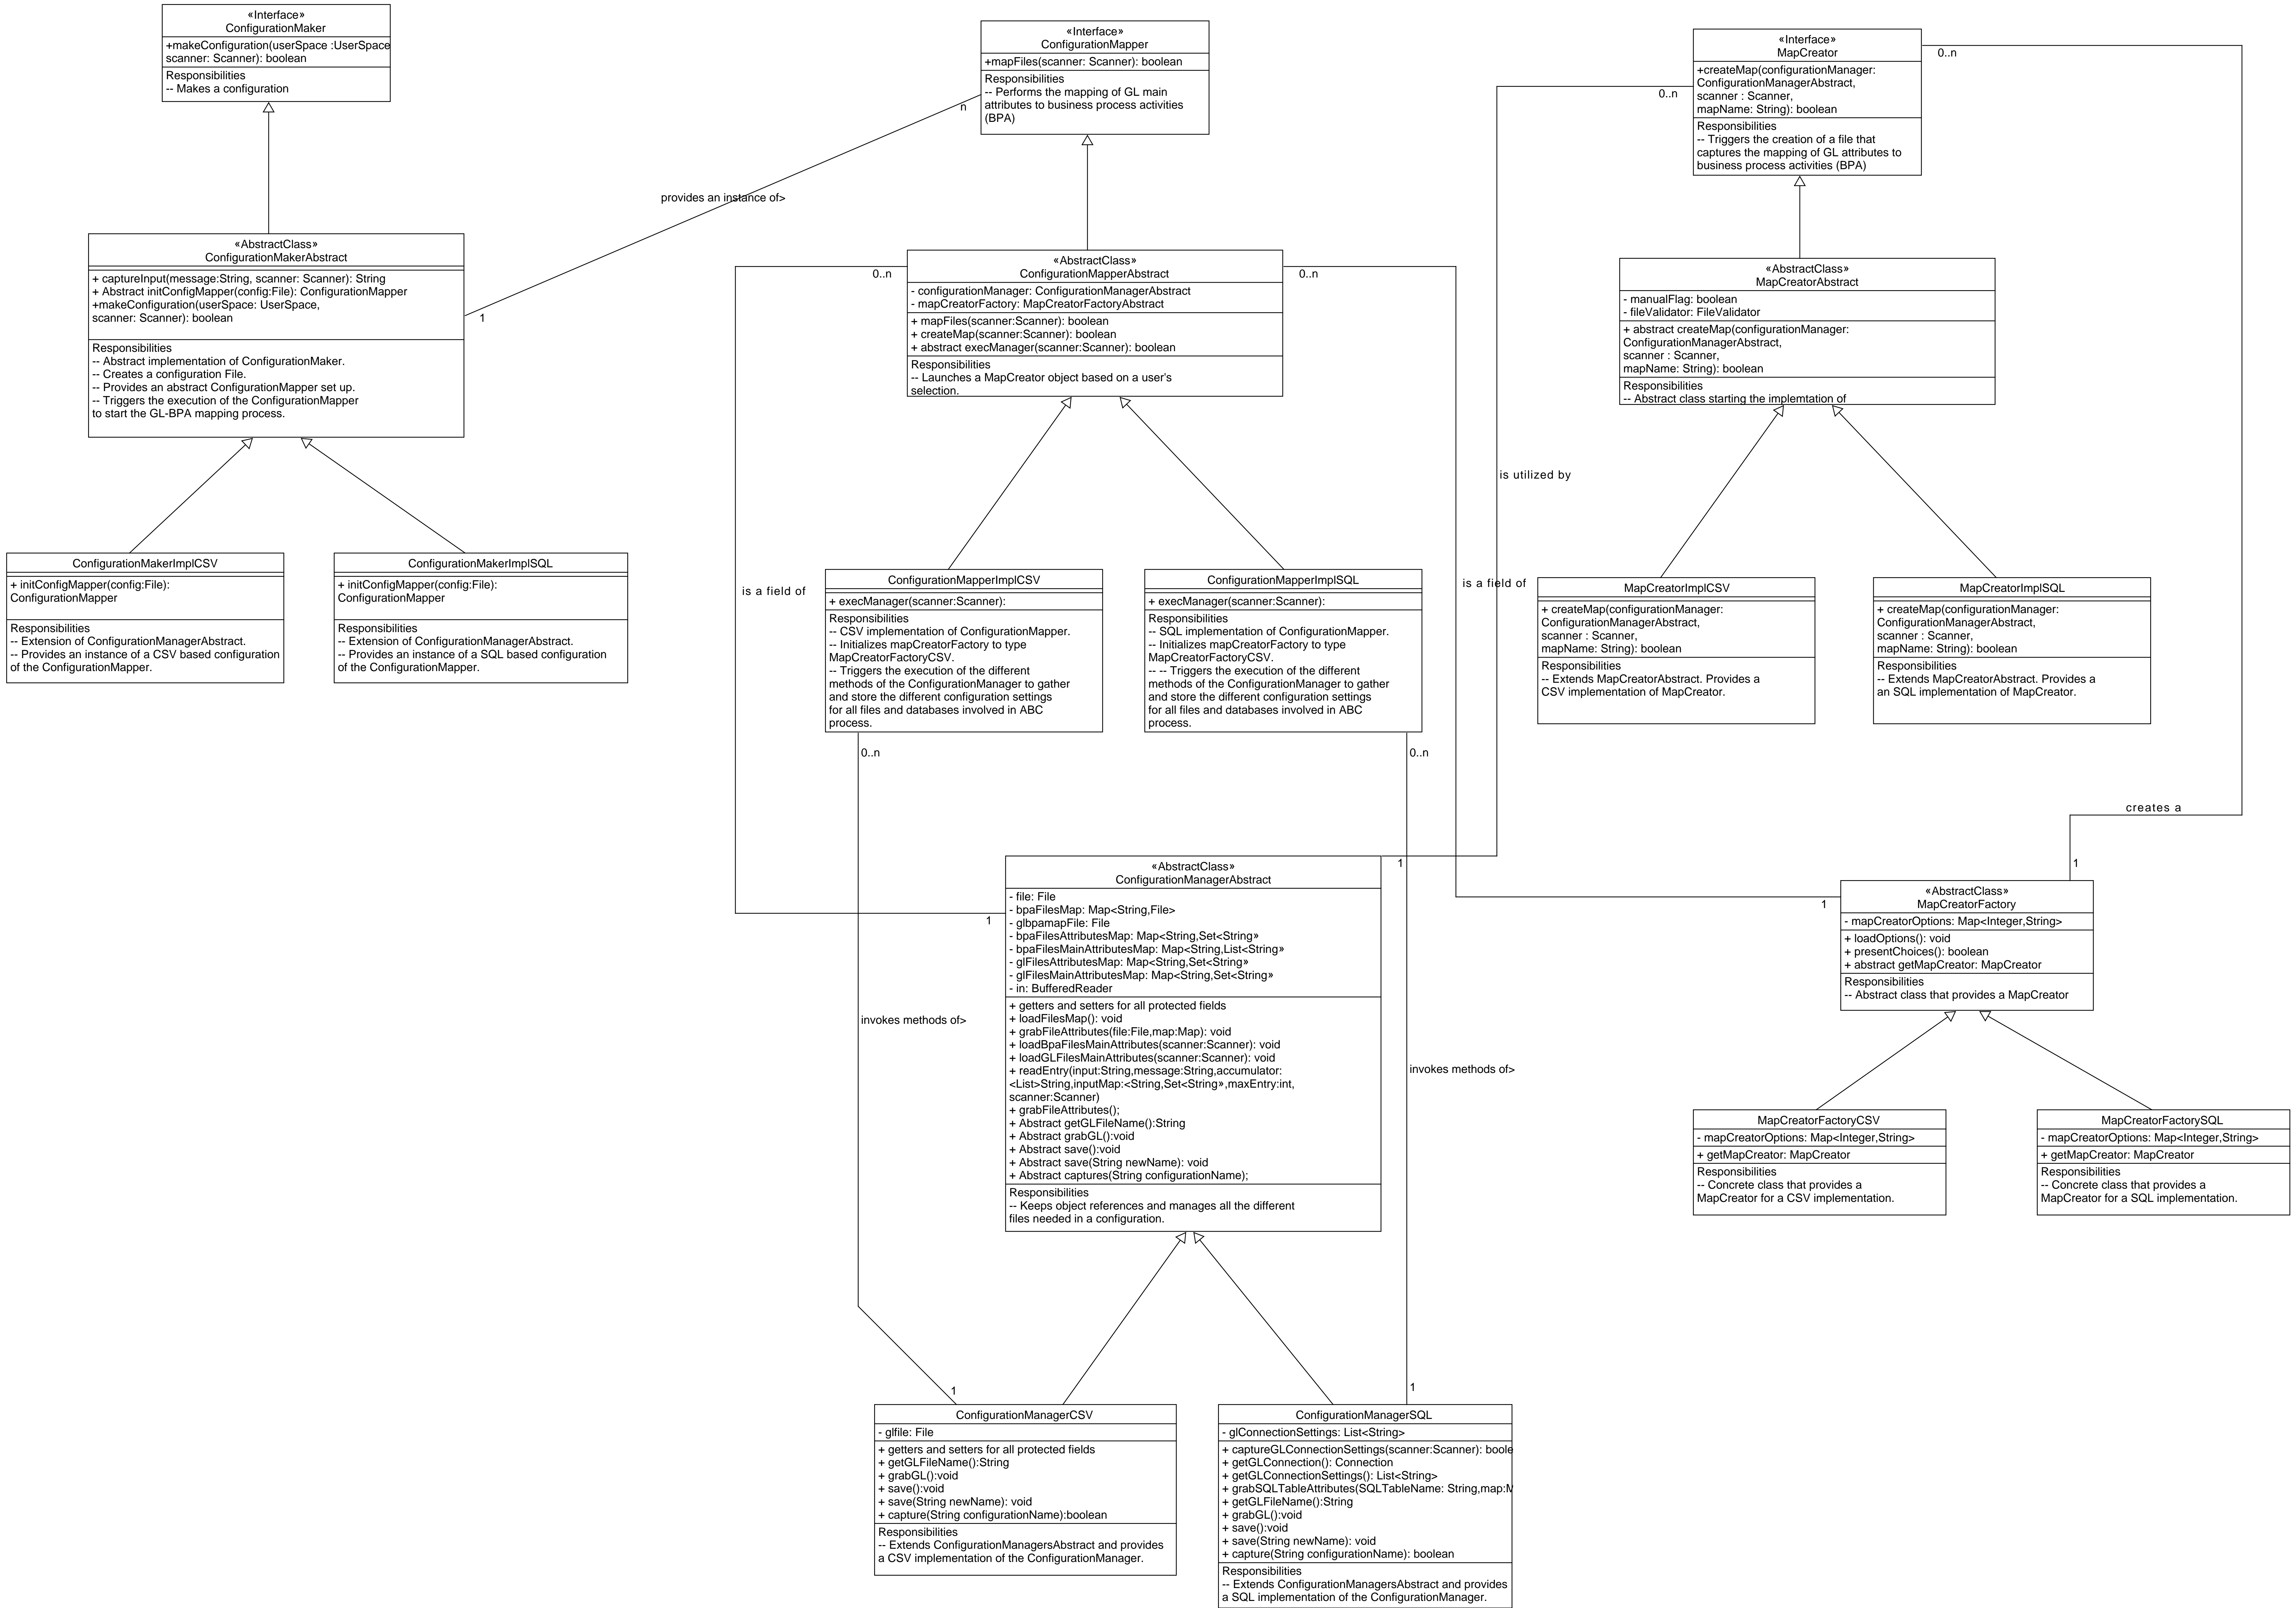 «Interface»
ConfigurationMaker
+makeConfiguration(userSpace :UserSpace
scanner: Scanner): boolean
Responsibilities
-- Makes a configuration
«Interface»
ConfigurationMapper
+mapFiles(scanner: Scanner): boolean
Responsibilities
-- Performs the mapping of GL main
attributes to business process activities
(BPA)
«Interface»
MapCreator
+createMap(configurationManager:
ConfigurationManagerAbstract,
scanner : Scanner,
mapName: String): boolean
Responsibilities
-- Triggers the creation of a file that
captures the mapping of GL attributes to
business process activities (BPA)
0..n
0..n
n
provides an instance of>
1
«AbstractClass»
ConfigurationMakerAbstract
+ captureInput(message:String, scanner: Scanner): String
+ Abstract initConfigMapper(config:File): ConfigurationMapper
+makeConfiguration(userSpace: UserSpace,
scanner: Scanner): boolean
Responsibilities
-- Abstract implementation of ConfigurationMaker.
-- Creates a configuration File.
-- Provides an abstract ConfigurationMapper set up.
-- Triggers the execution of the ConfigurationMapper
to start the GL-BPA mapping process.
0..n
«AbstractClass»
ConfigurationMapperAbstract
- configurationManager: ConfigurationManagerAbstract
- mapCreatorFactory: MapCreatorFactoryAbstract
+ mapFiles(scanner:Scanner): boolean
+ createMap(scanner:Scanner): boolean
+ abstract execManager(scanner:Scanner): boolean
Responsibilities
-- Launches a MapCreator object based on a user's
selection.
0..n
«AbstractClass»
MapCreatorAbstract
- manualFlag: boolean
- fileValidator: FileValidator
+ abstract createMap(configurationManager:
ConfigurationManagerAbstract,
scanner : Scanner,
mapName: String): boolean
Responsibilities
-- Abstract class starting the implemtation of
is utilized by
is a field of
is a field of
ConfigurationMakerImplCSV
+ initConfigMapper(config:File):
ConfigurationMapper
Responsibilities
-- Extension of ConfigurationManagerAbstract.
-- Provides an instance of a CSV based configuration
of the ConfigurationMapper.
ConfigurationMakerImplSQL
+ initConfigMapper(config:File):
ConfigurationMapper
Responsibilities
-- Extension of ConfigurationManagerAbstract.
-- Provides an instance of a SQL based configuration
of the ConfigurationMapper.
ConfigurationMapperImplCSV
+ execManager(scanner:Scanner):
Responsibilities
-- CSV implementation of ConfigurationMapper.
-- Initializes mapCreatorFactory to type
MapCreatorFactoryCSV.
-- Triggers the execution of the different
methods of the ConfigurationManager to gather
and store the different configuration settings
for all files and databases involved in ABC
process.
ConfigurationMapperImplSQL
+ execManager(scanner:Scanner):
Responsibilities
-- SQL implementation of ConfigurationMapper.
-- Initializes mapCreatorFactory to type
MapCreatorFactoryCSV.
-- -- Triggers the execution of the different
methods of the ConfigurationManager to gather
and store the different configuration settings
for all files and databases involved in ABC
process.
MapCreatorImplCSV
+ createMap(configurationManager:
ConfigurationManagerAbstract,
scanner : Scanner,
mapName: String): boolean
Responsibilities
-- Extends MapCreatorAbstract. Provides a
CSV implementation of MapCreator.
MapCreatorImplSQL
+ createMap(configurationManager:
ConfigurationManagerAbstract,
scanner : Scanner,
mapName: String): boolean
Responsibilities
-- Extends MapCreatorAbstract. Provides a
an SQL implementation of MapCreator.
0..n
0..n
creates a
1
1
1
1
«AbstractClass»
ConfigurationManagerAbstract
- file: File
- bpaFilesMap: Map<String,File>
- glbpamapFile: File
- bpaFilesAttributesMap: Map<String,Set<String»
- bpaFilesMainAttributesMap: Map<String,List<String»
- glFilesAttributesMap: Map<String,Set<String»
- glFilesMainAttributesMap: Map<String,Set<String»
- in: BufferedReader
+ getters and setters for all protected fields
+ loadFilesMap(): void
+ grabFileAttributes(file:File,map:Map): void
+ loadBpaFilesMainAttributes(scanner:Scanner): void
+ loadGLFilesMainAttributes(scanner:Scanner): void
+ readEntry(input:String,message:String,accumulator:
<List>String,inputMap:<String,Set<String»,maxEntry:int,
scanner:Scanner)
+ grabFileAttributes();
+ Abstract getGLFileName():String
+ Abstract grabGL():void
+ Abstract save():void
+ Abstract save(String newName): void
+ Abstract captures(String configurationName);
Responsibilities
-- Keeps object references and manages all the different
files needed in a configuration.
«AbstractClass»
MapCreatorFactory
- mapCreatorOptions: Map<Integer,String>
+ loadOptions(): void
+ presentChoices(): boolean
+ abstract getMapCreator: MapCreator
Responsibilities
-- Abstract class that provides a MapCreator
invokes methods of>
invokes methods of>
MapCreatorFactoryCSV
- mapCreatorOptions: Map<Integer,String>
+ getMapCreator: MapCreator
Responsibilities
-- Concrete class that provides a
MapCreator for a CSV implementation.
MapCreatorFactorySQL
- mapCreatorOptions: Map<Integer,String>
+ getMapCreator: MapCreator
Responsibilities
-- Concrete class that provides a
MapCreator for a SQL implementation.
1
1
ConfigurationManagerCSV
- glfile: File
+ getters and setters for all protected fields
+ getGLFileName():String
+ grabGL():void
+ save():void
+ save(String newName): void
+ capture(String configurationName):boolean
Responsibilities
-- Extends ConfigurationManagersAbstract and provides
a CSV implementation of the ConfigurationManager.
ConfigurationManagerSQL
- glConnectionSettings: List<String>
+ captureGLConnectionSettings(scanner:Scanner): boole
+ getGLConnection(): Connection
+ getGLConnectionSettings(): List<String>
+ grabSQLTableAttributes(SQLTableName: String,map:M
+ getGLFileName():String
+ grabGL():void
+ save():void
+ save(String newName): void
+ capture(String configurationName): boolean
Responsibilities
-- Extends ConfigurationManagersAbstract and provides
a SQL implementation of the ConfigurationManager.